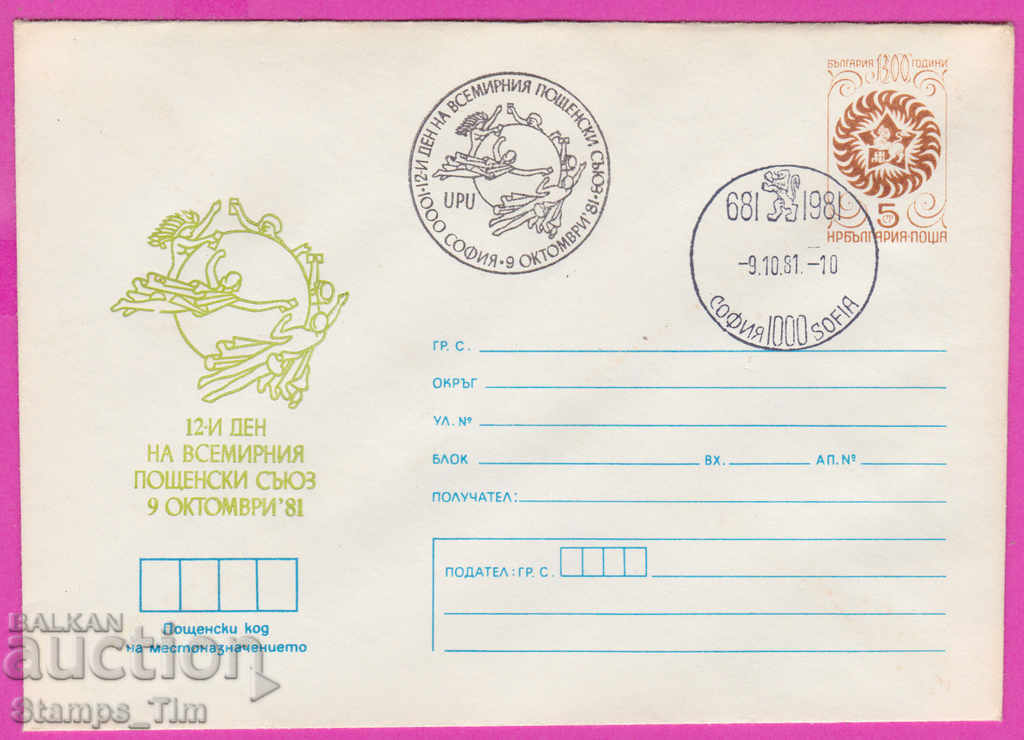 БЪЛГАРИЯ 1300 ГОДИНИ
5 СТ
НРБЪЛГАРИЯ·ПОЩА
12-И ДЕН НА ВСЕМИРНИЯ ПОЩЕНСКИ СЪЮЗ
UPU
1000 СОФИЯ · 9 ОКТОМВРИ'81
681 1981
-9.10.81.-10
СОФИЯ 1000 SOFIA
12-И ДЕН
НА ВСЕМИРНИЯ
ПОЩЕНСКИ СЪЮЗ
9 ОКТОМВРИ'81
ГР. С.
ОКРЪГ
УЛ. №
БЛОК ВХ. АП. №
ПОЛУЧАТЕЛ:
ПОДАТЕЛ: ГР. С.
Пощенски код
на местоназначението
BALKAN
auction
Stamps_Tim